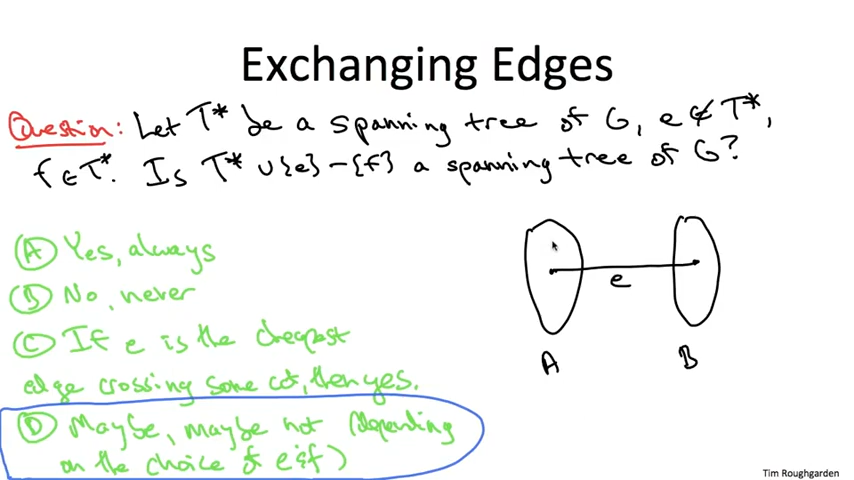 Exchanging Edges
Question: Let T* be a spanning tree of G, e ∉ T*,
f ∈ T*. Is T* ∪ {e} - {f} a spanning tree of G?
(A) Yes, always
(B) No, never
(C) If e is the cheapest
edge crossing some cut, then yes.
(D) Maybe, maybe not (depending
on the choice of e & f)
e
A B
Tim Roughgarden